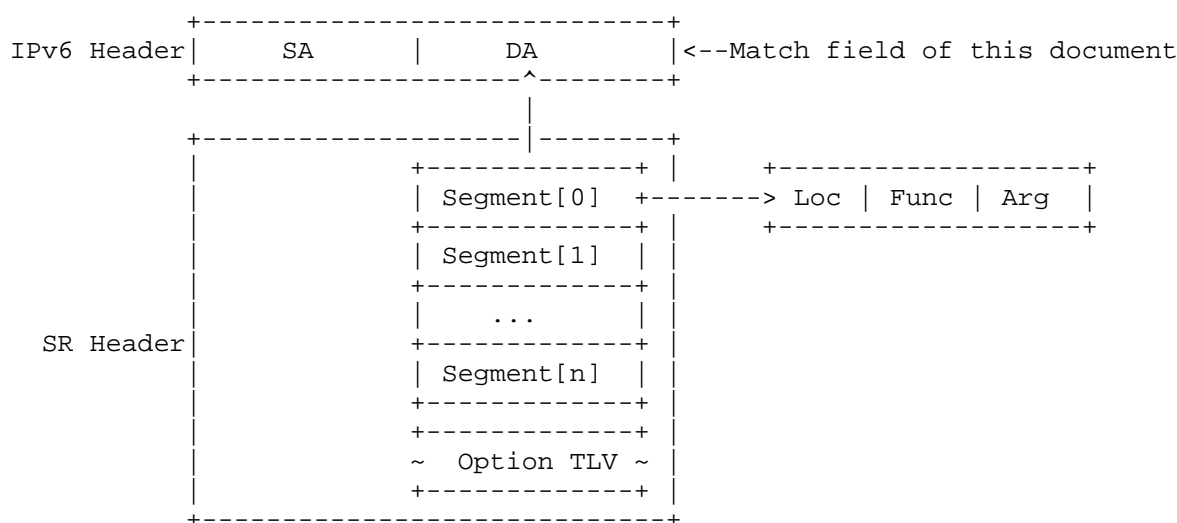 IPv6 Header| SA | DA |<--Match field of this document
Segment[0] +-------> Loc | Func | Arg |
Segment[1]
...
SR Header
Segment[n]
~ Option TLV ~